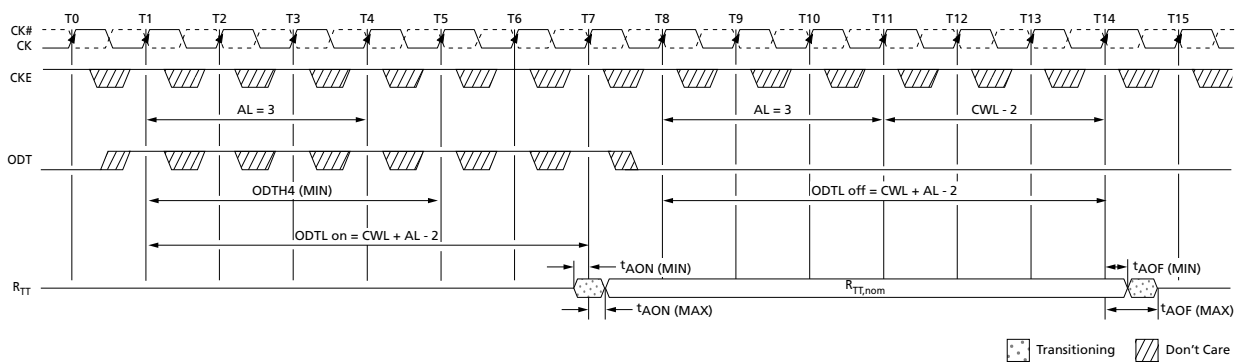 T0 T1 T2 T3 T4 T5 T6 T7 T8 T9 T10 T11 T12 T13 T14 T15
CK#
CK
CKE
AL = 3 AL = 3 CWL - 2
ODT
ODTH4 (MIN) ODTL off = CWL + AL - 2
ODTL on = CWL + AL - 2
tAON (MIN) tAOF (MIN)
RTT RTT,nom
tAON (MAX) tAOF (MAX)
Transitioning Don't Care